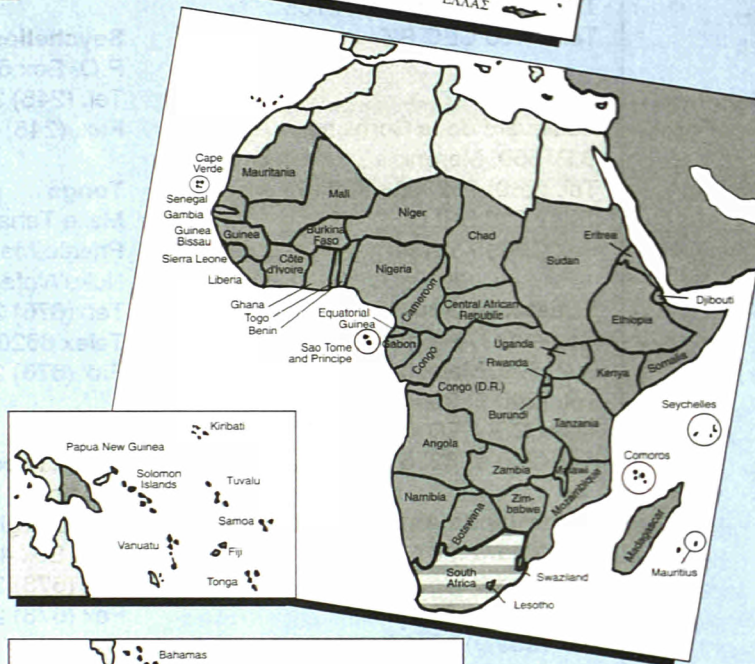 ΕΛΛΑΣ
Seychelles
P.O. Box
Tonga
Cape
Verde
Senegal
Gambia
Guinea
Bissau
Sierra Leone
Liberia
Ghana
Togo
Benin
Equatorial
Guinea
Sao Tome
and Principe
Mauritania
Mali
Niger
Chad
Sudan
Eritrea
Djibouti
Ethiopia
Somalia
Guinea
Burkina
Faso
Côte
d'Ivoire
Nigeria
Cameroon
Central African
Republic
Gabon
Congo
Congo (D.R.)
Uganda
Rwanda
Burundi
Kenya
Tanzania
Seychelles
Comoros
Angola
Zambia
Malawi
Mozambique
Namibia
Botswana
Zim-
babwe
Madagascar
Mauritius
South
Africa
Swaziland
Lesotho
Kiribati
Papua New Guinea
Solomon
Islands
Tuvalu
Samoa
Vanuatu
Fiji
Tonga
Bahamas